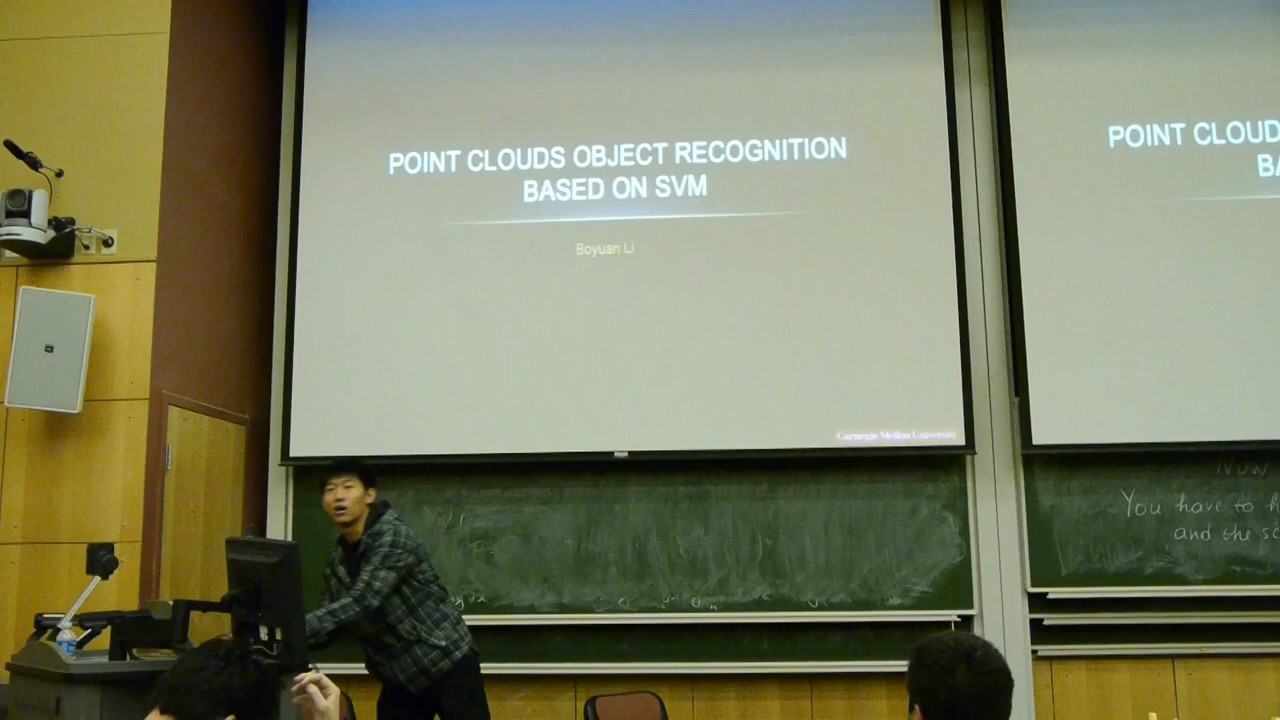 POINT CLOUDS OBJECT RECOGNITION
BASED ON SVM
Boyuan Li
Carnegie Mellon University
POINT CLOUD
BA
NOW
You have to h
and the sc